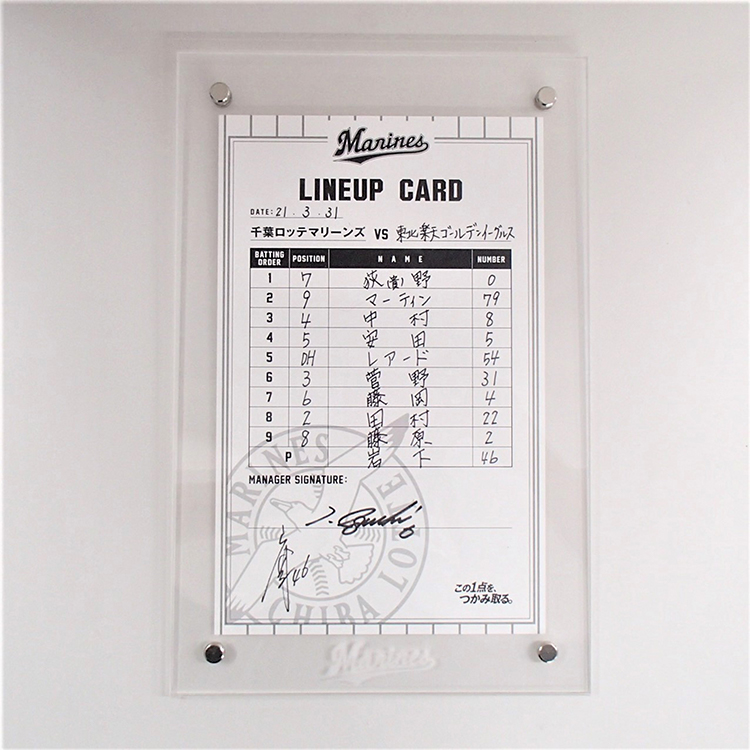 Marines
LINEUP CARD
DATE: 21.3.31
千葉ロッテマリーンズ VS 東北楽天ゴールデンイーグルス
BATTING ORDER POSITION NAME NUMBER
1 7 荻(貴)野 0
2 9 マーティン 79
3 4 中村 8
4 5 安田 5
5 DH レアード 54
6 3 菅野 31
7 6 藤岡 4
8 2 田村 22
9 8 藤原 2
P 岩下 46
MANAGER SIGNATURE:
46
MARINES
CHIBA LOTTE
この1点を、
つかみ取る。
Marines